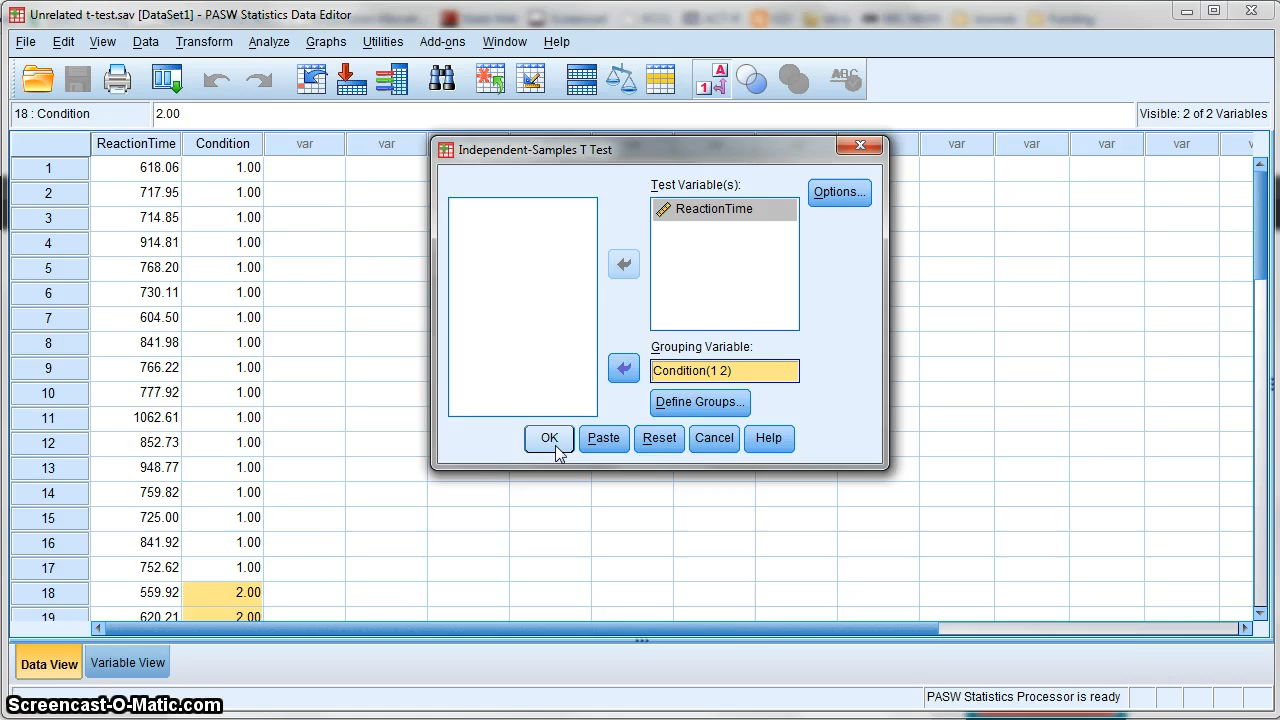 Unrelated t-test.sav [DataSet1] - PASW Statistics Data Editor
File Edit View Data Transform Analyze Graphs Utilities Add-ons Window Help
18 : Condition 2.00 Visible: 2 of 2 Variables
ReactionTime Condition var var var var var var var
1 618.06 1.00
2 717.95 1.00
3 714.85 1.00
4 914.81 1.00
5 768.20 1.00
6 730.11 1.00
7 604.50 1.00
8 841.98 1.00
9 766.22 1.00
10 777.92 1.00
11 1062.61 1.00
12 852.73 1.00
13 948.77 1.00
14 759.82 1.00
15 725.00 1.00
16 841.92 1.00
17 752.62 1.00
18 559.92 2.00
19 620.21 2.00
Independent-Samples T Test
Test Variable(s):
Options...
ReactionTime
Grouping Variable:
Condition(1 2)
Define Groups...
OK Paste Reset Cancel Help
Data View Variable View
PASW Statistics Processor is ready
Screencast-O-Matic.com